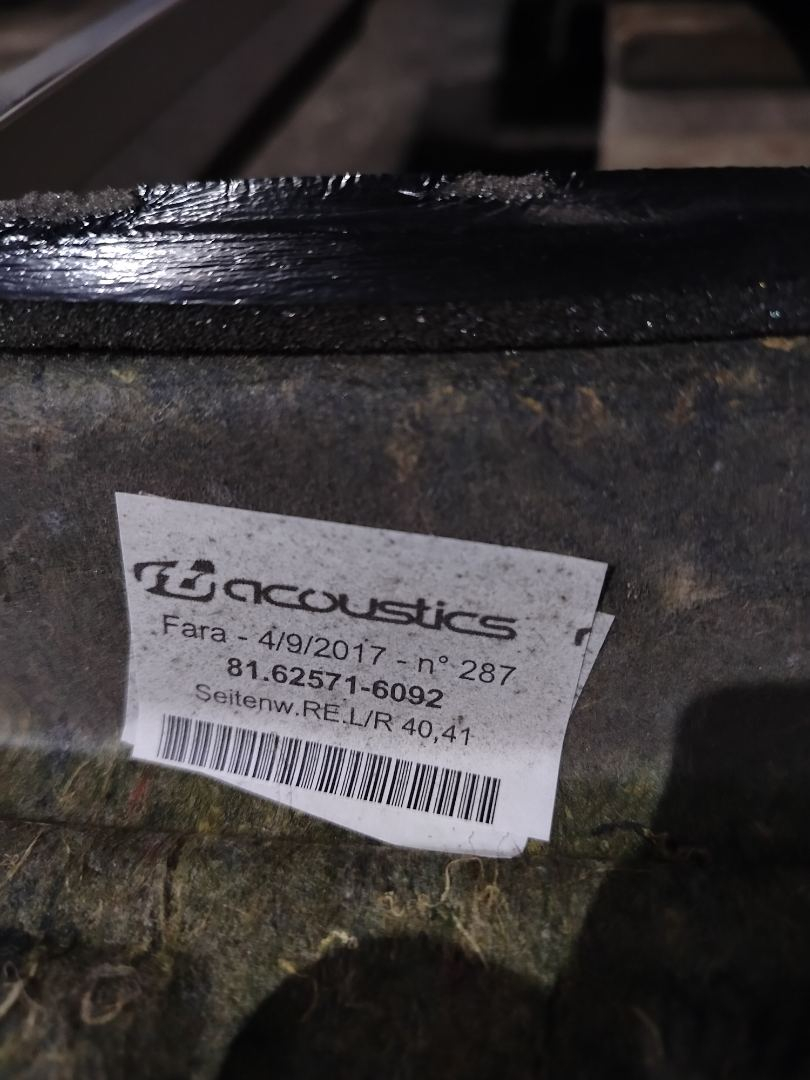 acoustics
Fara - 4/9/2017 - n° 287
81.62571-6092
Seitenw.RE.L/R 40,41